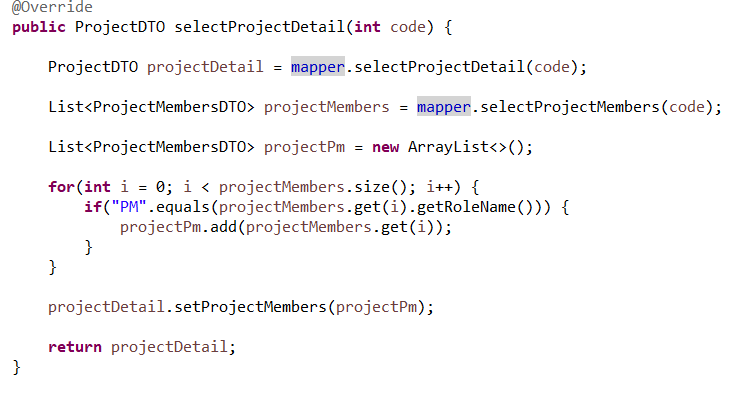 @Override
public ProjectDTO selectProjectDetail(int code) {
ProjectDTO projectDetail = mapper.selectProjectDetail(code);
List<ProjectMembersDTO> projectMembers = mapper.selectProjectMembers(code);
List<ProjectMembersDTO> projectPm = new ArrayList<>();
for(int i = 0; i < projectMembers.size(); i++) {
if("PM".equals(projectMembers.get(i).getRoleName())) {
projectPm.add(projectMembers.get(i));
}
}
projectDetail.setProjectMembers(projectPm);
return projectDetail;
}